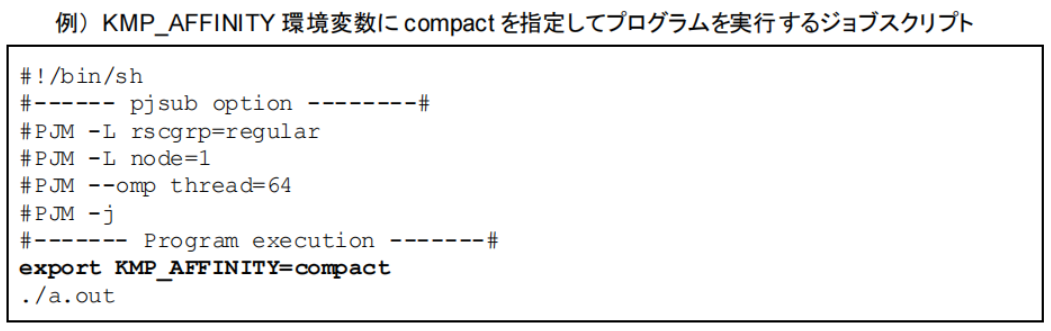 例） KMP_AFFINITY 環境変数に compact を指定してプログラムを実行するジョブスクリプト
#!/bin/sh
#------ pjsub option --------#
#PJM -L rscgrp=regular
#PJM -L node=1
#PJM --omp thread=64
#PJM -j
#------- Program execution -------#
export KMP_AFFINITY=compact
./a.out